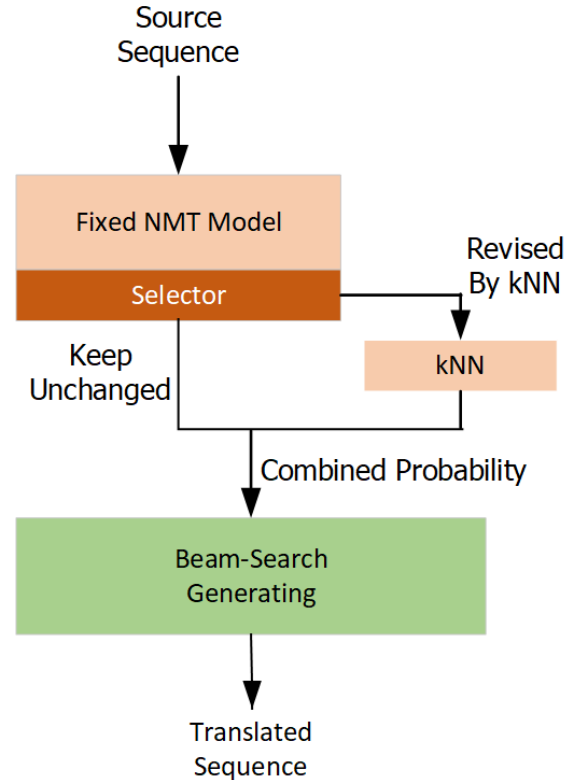 Source
Sequence
Fixed NMT Model
Selector
Revised
By kNN
Keep
Unchanged
kNN
Combined Probability
Beam-Search
Generating
Translated
Sequence